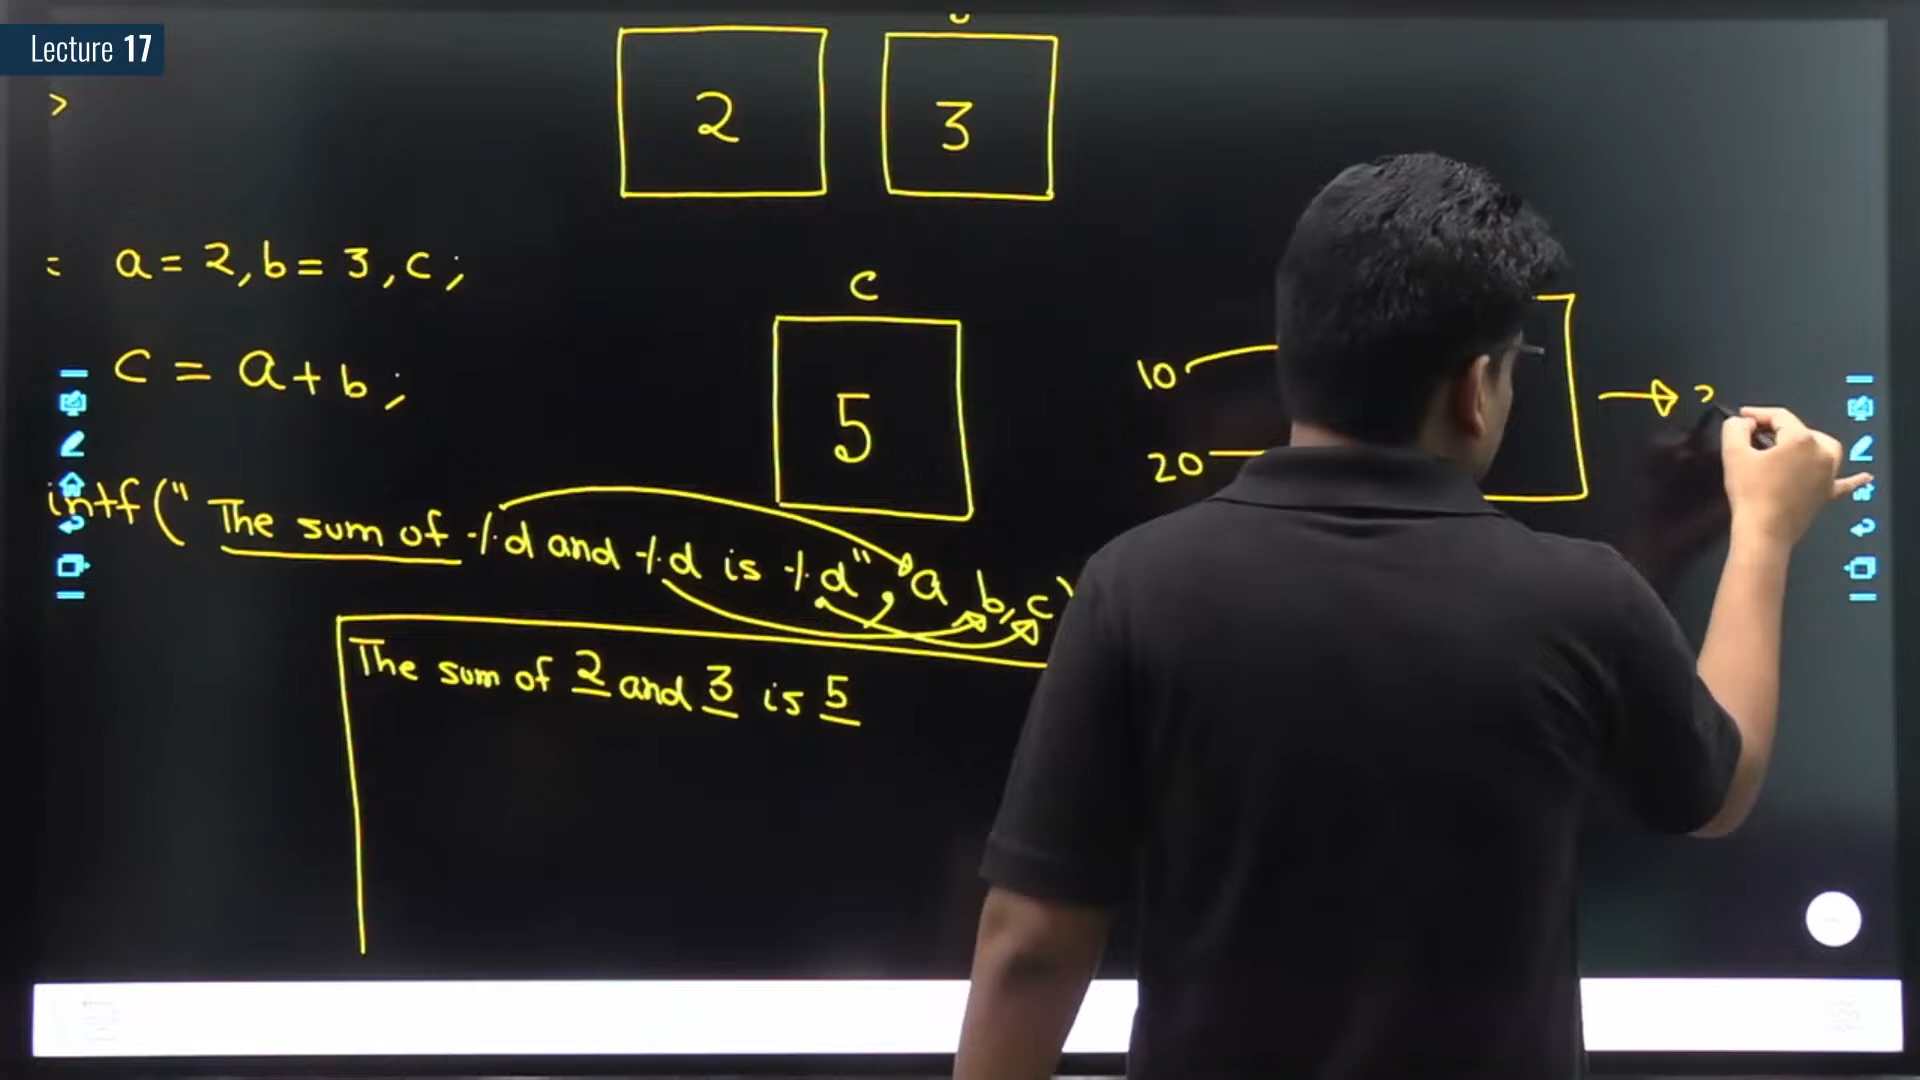 Lecture 17
>
2 3
= a = 2, b = 3, c;
c
c = a + b;
5
10
20
intf (" The sum of %d and %d is %d", a b, c)
The sum of 2 and 3 is 5